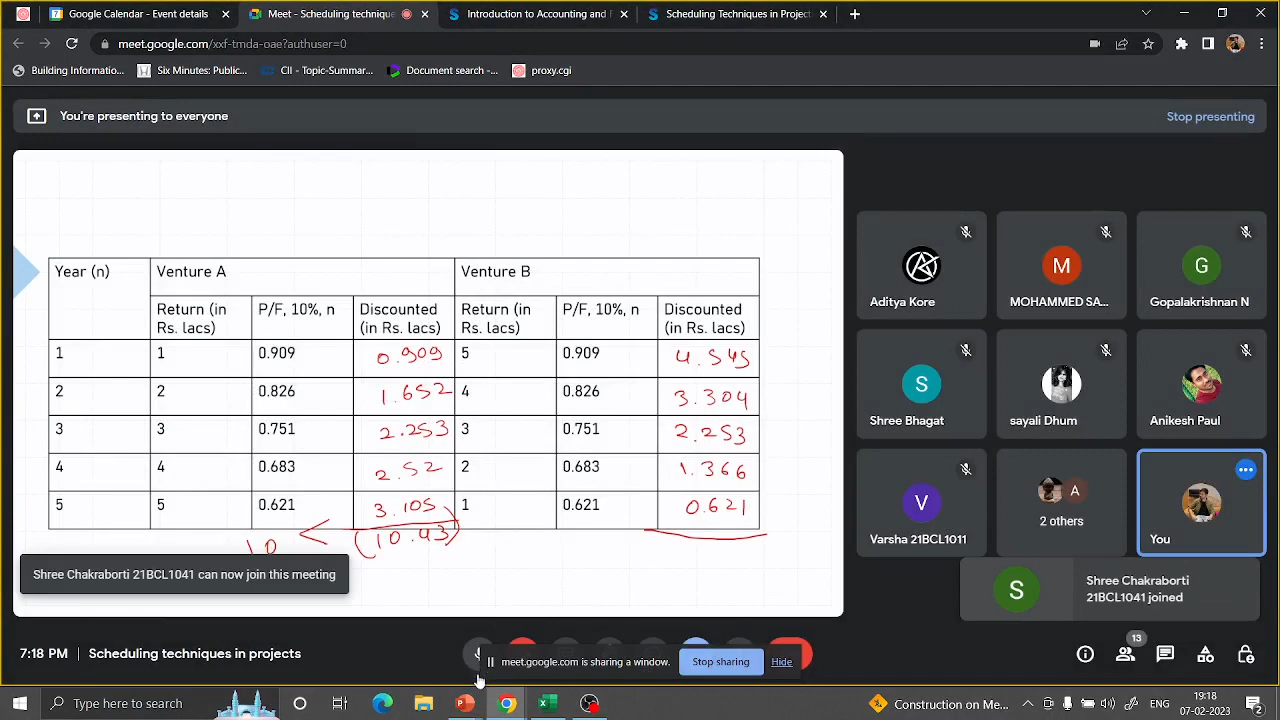 Google Calendar - Event details
Meet - Scheduling technique
Introduction to Accounting and F
Scheduling Techniques in Project
meet.google.com/xxf-tmda-oae?authuser=0
Building Informatio...
Six Minutes: Public...
CII - Topic-Summar...
Document search -...
proxy.cgi
You're presenting to everyone
Stop presenting
Year (n) Venture A Venture B
Return (in Rs. lacs) P/F, 10%, n Discounted (in Rs. lacs) Return (in Rs. lacs) P/F, 10%, n Discounted (in Rs. lacs)
1 1 0.909 0.909 5 0.909 4.545
2 2 0.826 1.652 4 0.826 3.304
3 3 0.751 2.253 3 0.751 2.253
4 4 0.683 2.52 2 0.683 1.366
5 5 0.621 3.105 1 0.621 0.621
10 < (10.43)
Shree Chakraborti 21BCL1041 can now join this meeting
Aditya Kore
M
MOHAMMED SA...
G
Gopalakrishnan N
S
Shree Bhagat
sayali Dhum
Anikesh Paul
V
Varsha 21BCL1011
A
2 others
You
S
Shree Chakraborti
21BCL1041 joined
7:18 PM
Scheduling techniques in projects
meet.google.com is sharing a window.
Stop sharing
Hide
13
Type here to search
Construction on Me...
19:18
07-02-2023
2